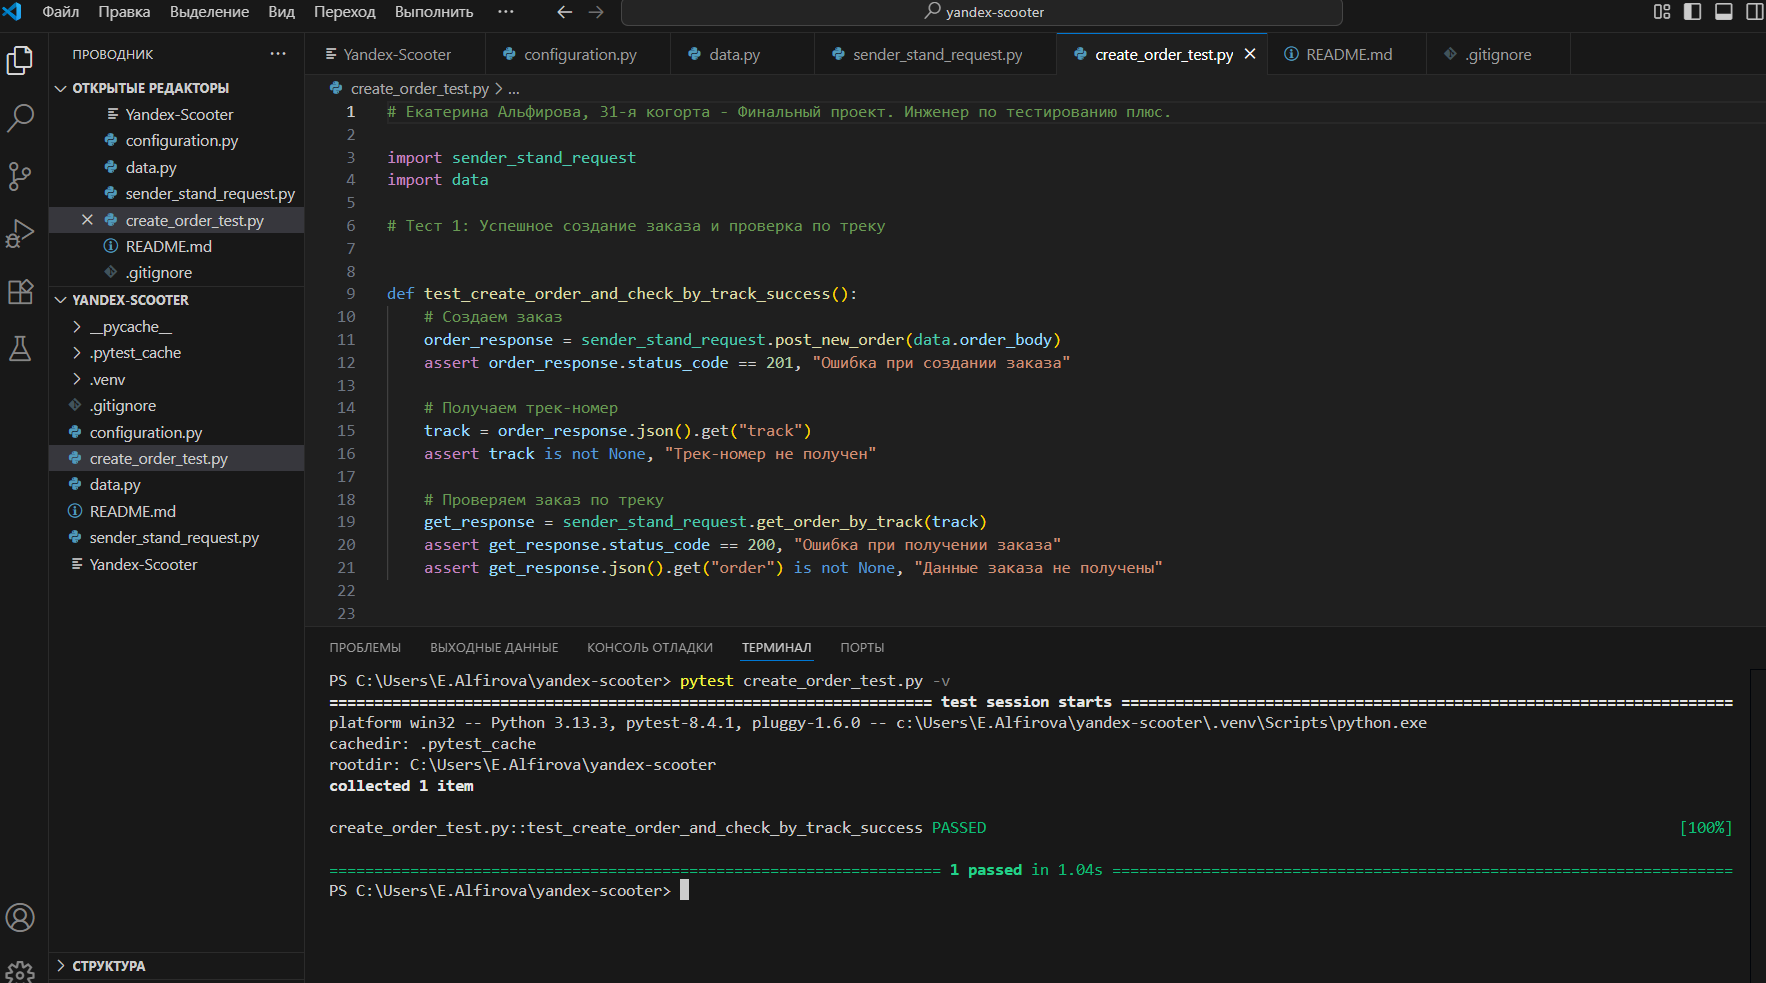 Файл Правка Выделение Вид Переход Выполнить ··· yandex-scooter
ПРОВОДНИК ···
ОТКРЫТЫЕ РЕДАКТОРЫ
Yandex-Scooter
configuration.py
data.py
sender_stand_request.py
create_order_test.py
README.md
.gitignore
YANDEX-SCOOTER
__pycache__
.pytest_cache
.venv
.gitignore
configuration.py
create_order_test.py
data.py
README.md
sender_stand_request.py
Yandex-Scooter
СТРУКТУРА
Yandex-Scooter configuration.py data.py sender_stand_request.py create_order_test.py README.md .gitignore
create_order_test.py > ...
1 # Екатерина Альфирова, 31-я когорта - Финальный проект. Инженер по тестированию плюс.
2
3 import sender_stand_request
4 import data
5
6 # Тест 1: Успешное создание заказа и проверка по треку
7
8
9 def test_create_order_and_check_by_track_success():
10 # Создаем заказ
11 order_response = sender_stand_request.post_new_order(data.order_body)
12 assert order_response.status_code == 201, "Ошибка при создании заказа"
13
14 # Получаем трек-номер
15 track = order_response.json().get("track")
16 assert track is not None, "Трек-номер не получен"
17
18 # Проверяем заказ по треку
19 get_response = sender_stand_request.get_order_by_track(track)
20 assert get_response.status_code == 200, "Ошибка при получении заказа"
21 assert get_response.json().get("order") is not None, "Данные заказа не получены"
22
23
ПРОБЛЕМЫ ВЫХОДНЫЕ ДАННЫЕ КОНСОЛЬ ОТЛАДКИ ТЕРМИНАЛ ПОРТЫ
PS C:\Users\E.Alfirova\yandex-scooter> pytest create_order_test.py -v
=================================================================== test session starts ====================================================================
platform win32 -- Python 3.13.3, pytest-8.4.1, pluggy-1.6.0 -- c:\Users\E.Alfirova\yandex-scooter\.venv\Scripts\python.exe
cachedir: .pytest_cache
rootdir: C:\Users\E.Alfirova\yandex-scooter
collected 1 item
create_order_test.py::test_create_order_and_check_by_track_success PASSED [100%]
==================================================================== 1 passed in 1.04s =====================================================================
PS C:\Users\E.Alfirova\yandex-scooter>